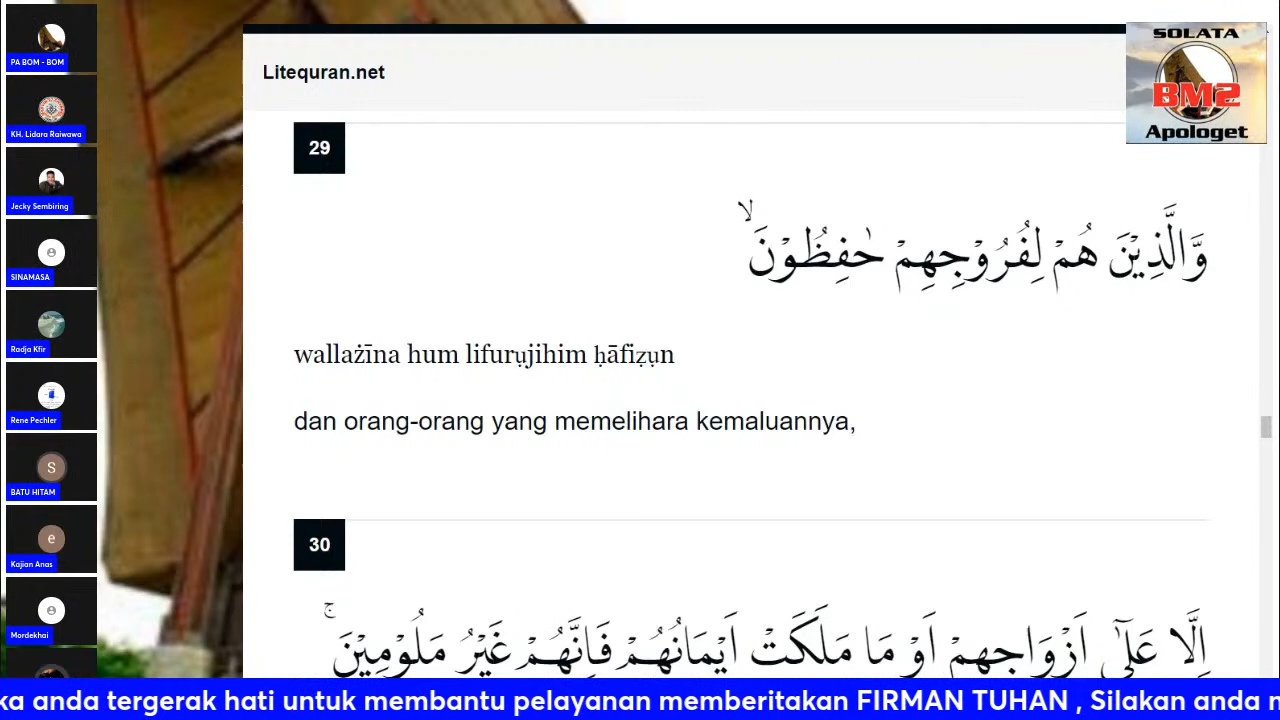 PA BOM - BOM
KH. Lidara Raiwawa
Jecky Sembiring
SINAMASA
Radja Kfir
Rene Pechler
S
BATU HITAM
e
Kajian Anas
Mordekhai
Litequran.net
SOLATA
BM2
Apologet
29
وَّالَّذِيْنَ هُمْ لِفُرُوْجِهِمْ حٰفِظُوْنَۙ
wallażīna hum lifurụjihim ḥāfiẓụn
dan orang-orang yang memelihara kemaluannya,
30
اِلَّا عَلٰٓى اَزْوَاجِهِمْ اَوْ مَا مَلَكَتْ اَيْمَانُهُمْ فَاِنَّهُمْ غَيْرُ مَلُوْمِيْنَۚ
ka anda tergerak hati untuk membantu pelayanan memberitakan FIRMAN TUHAN , Silakan anda